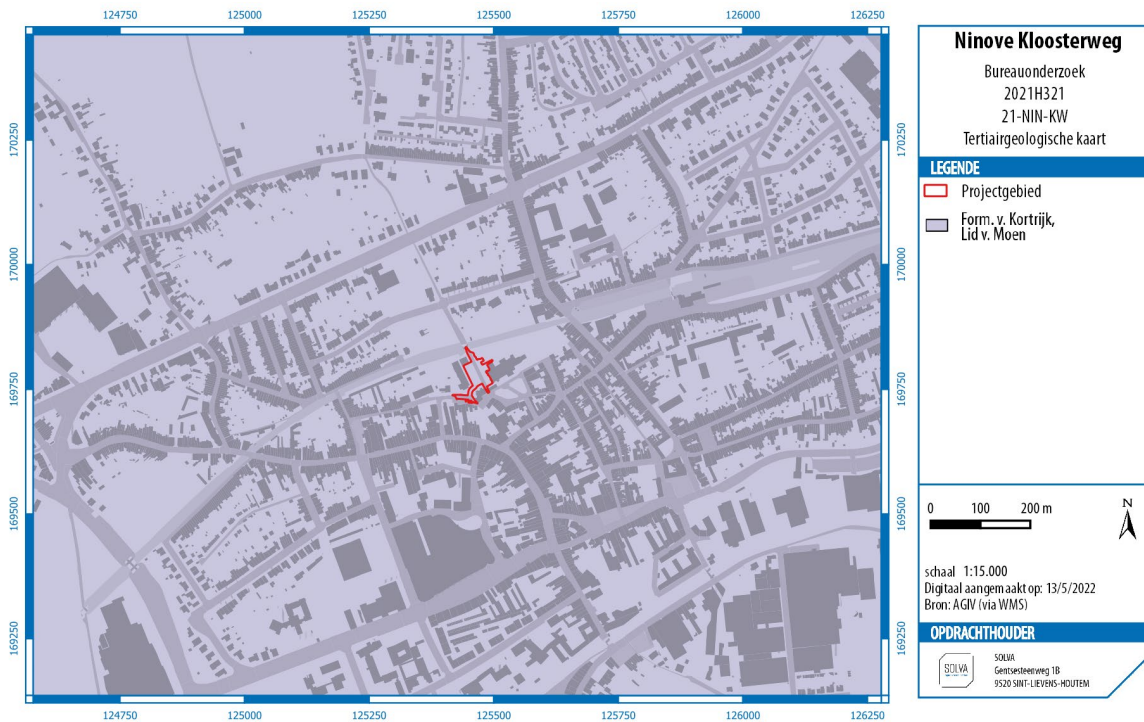 124750 125000 125250 125500 125750 126000 126250
170250 170250
170000 170000
169750 169750
169500 169500
169250 169250
124750 125000 125250 125500 125750 126000 126250
Ninove Kloosterweg
Bureauonderzoek
2021H321
21-NIN-KW
Tertiairgeologische kaart
LEGENDE
Projectgebied
Form. v. Kortrijk,
Lid v. Moen
0 100 200 m
N
schaal 1:15.000
Digitaal aangemaakt op: 13/5/2022
Bron: AGIV (via WMS)
OPDRACHTHOUDER
SOLVA
SOLVA
Gentsesteenweg 1B
9520 SINT-LIEVENS-HOUTEM